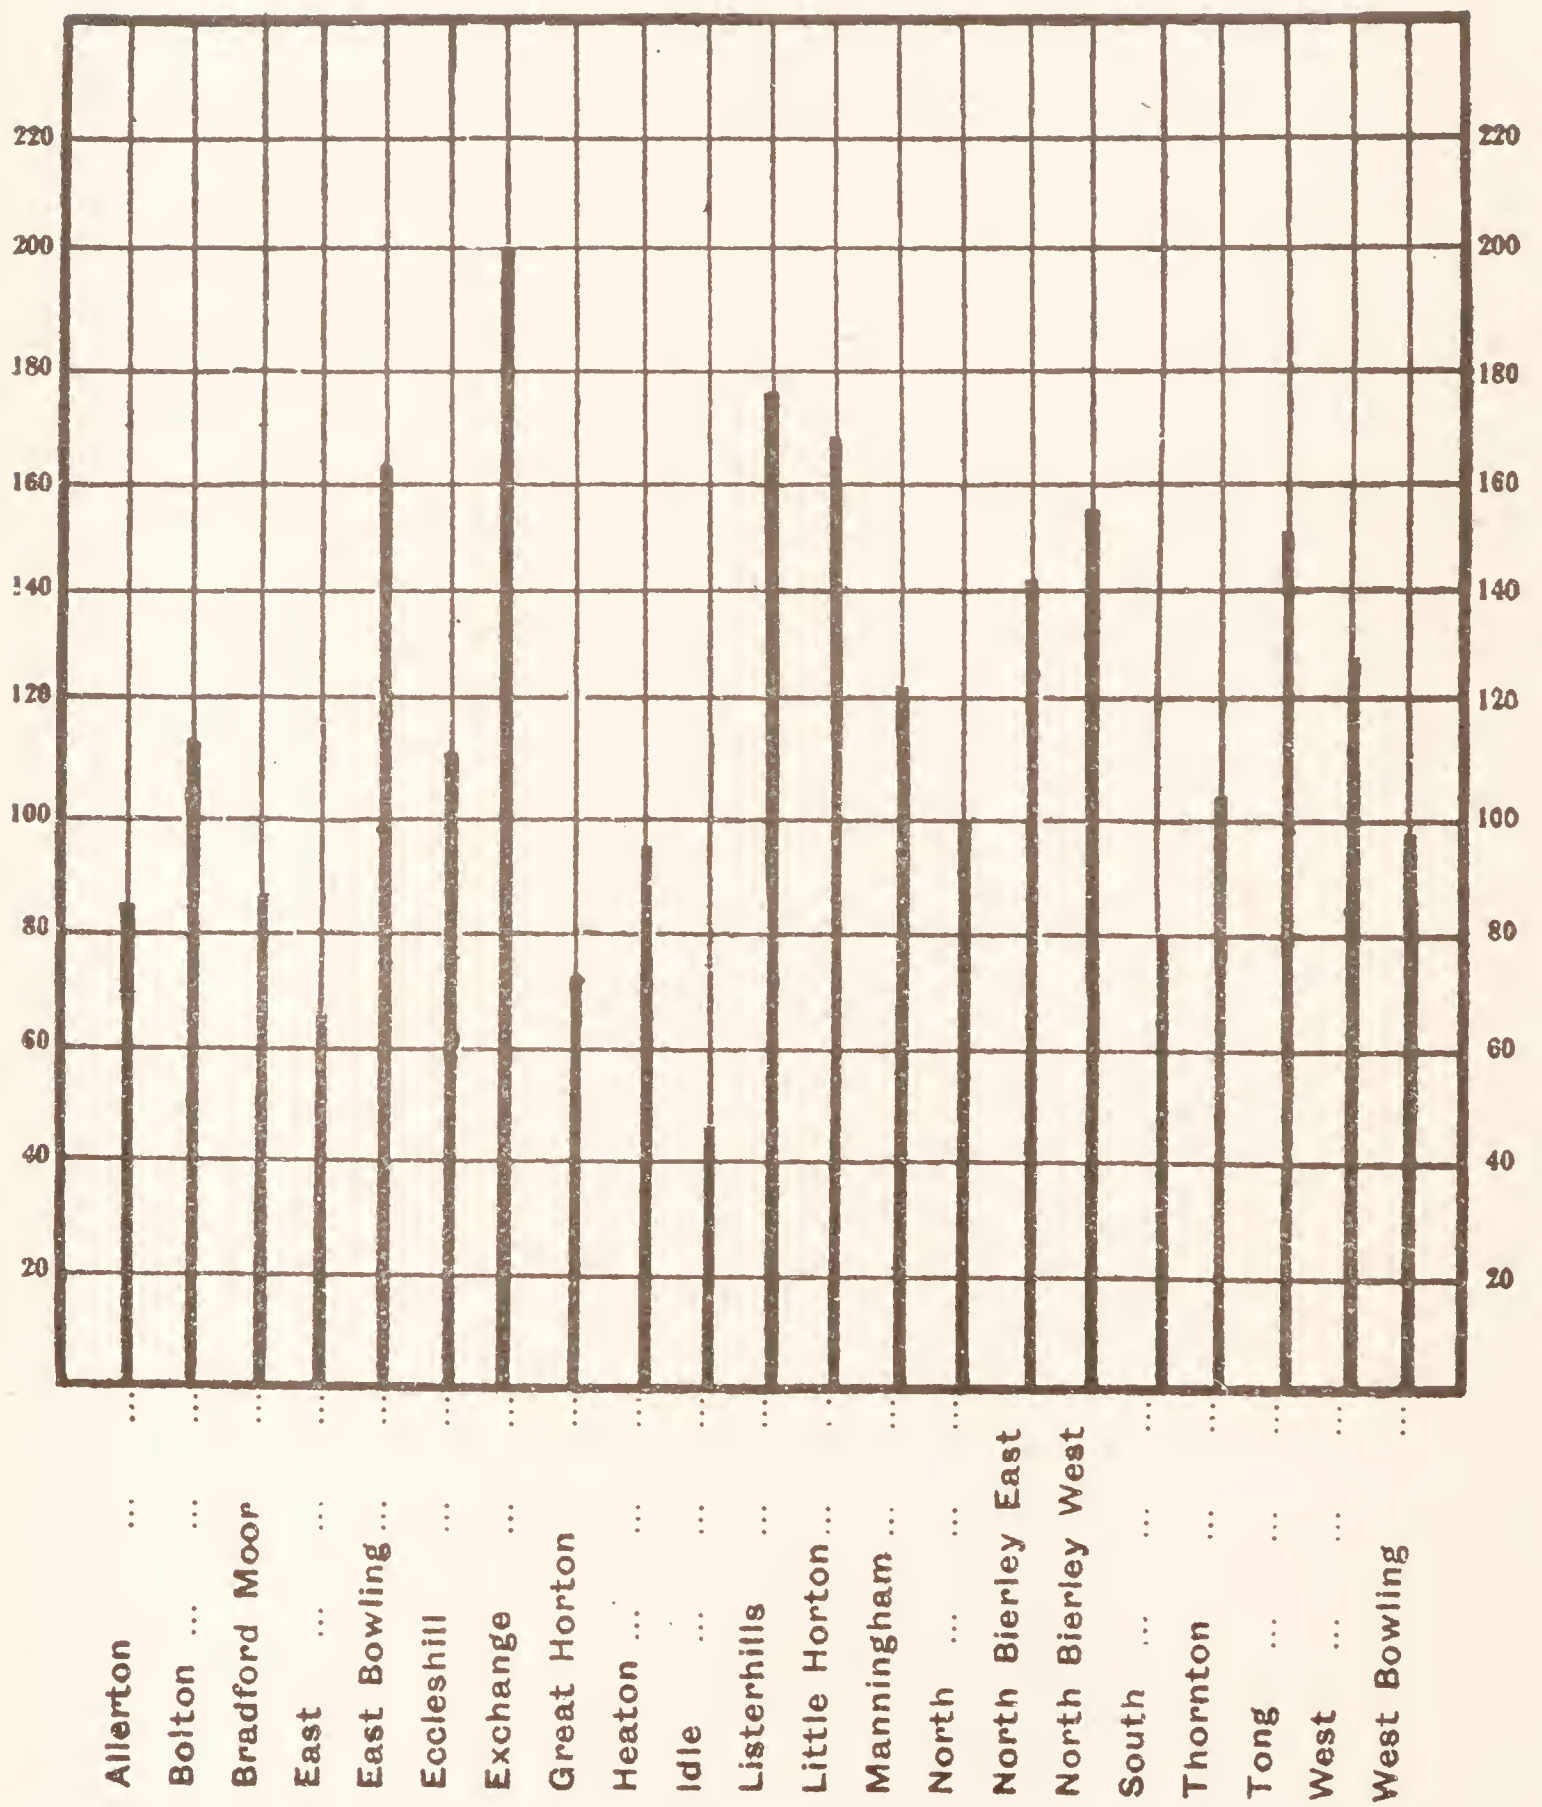 220 220
200 200
180 180
160 160
140 140
120 120
100 100
80 80
60 60
40 40
20 20
Allerton ... ...
Bolton ... ... ...
Bradford Moor ...
East ... ... ...
East Bowling... ...
Eccleshill ... ...
Exchange ... ...
Great Horton ...
Heaton ... ... ...
Idle ... ... ...
Listerhills ... ...
Little Horton... ...
Manningham ... ...
North ... ... ...
North Bierley East
North Bierley West
South ... ... ...
Thornton ... ...
Tong ... ... ...
West ... ... ...
West Bowling ...